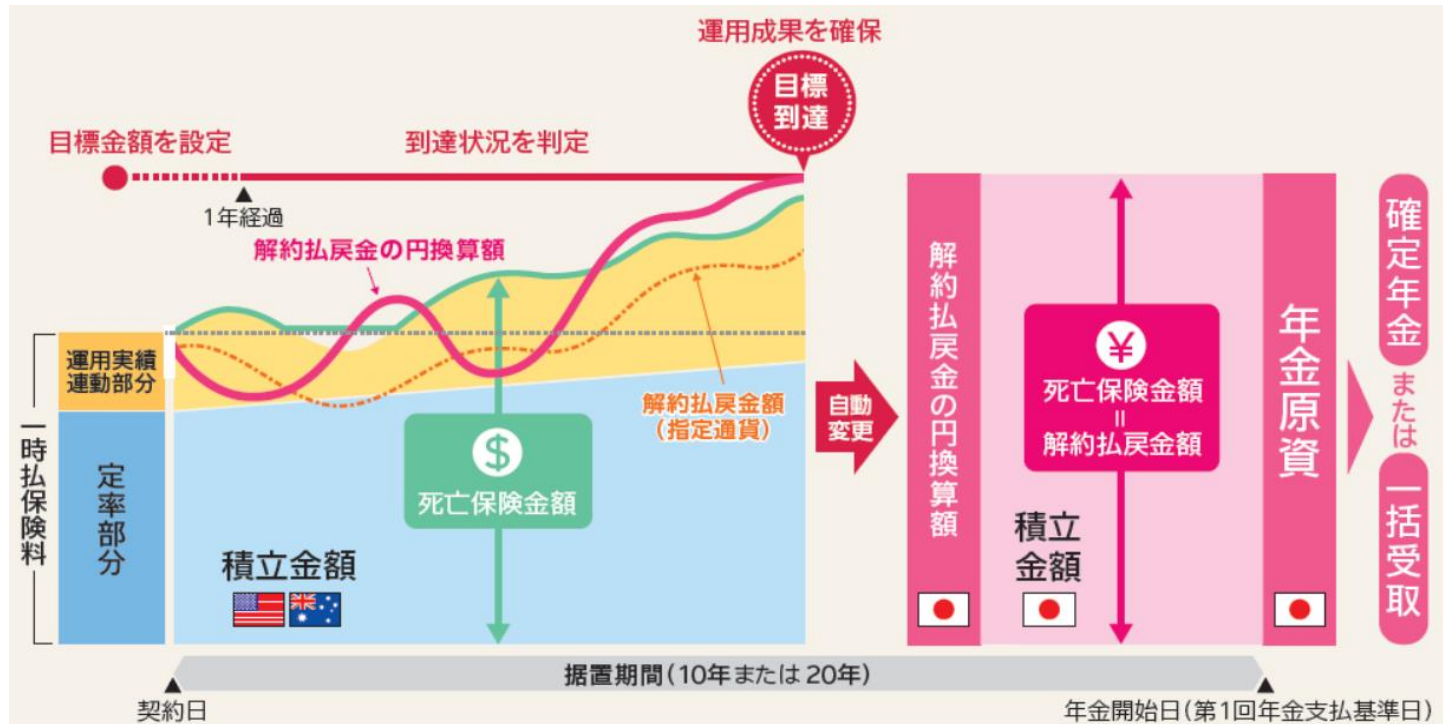 運用成果を確保
目標
到達
目標金額を設定
到達状況を判定
1年経過
解約払戻金の円換算額
運用実績
連動部分
一時払保険料
定率部分
$
死亡保険金額
積立金額
解約払戻金額
(指定通貨)
自動
変更
解約払戻金の円換算額
¥
死亡保険金額
=
解約払戻金額
積立
金額
年金原資
確定年金
または
一括受取
据置期間(10年または20年)
契約日
年金開始日(第1回年金支払基準日)